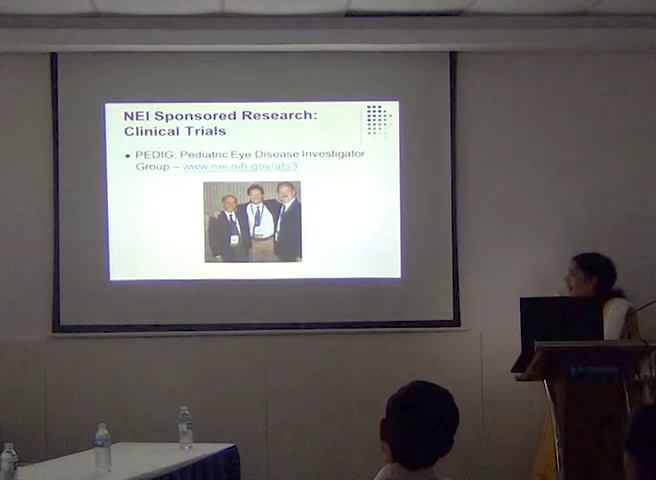 NEI Sponsored Research:
Clinical Trials
• PEDIG: Pediatric Eye Disease Investigator
Group – www.nei.nih.gov/ats3